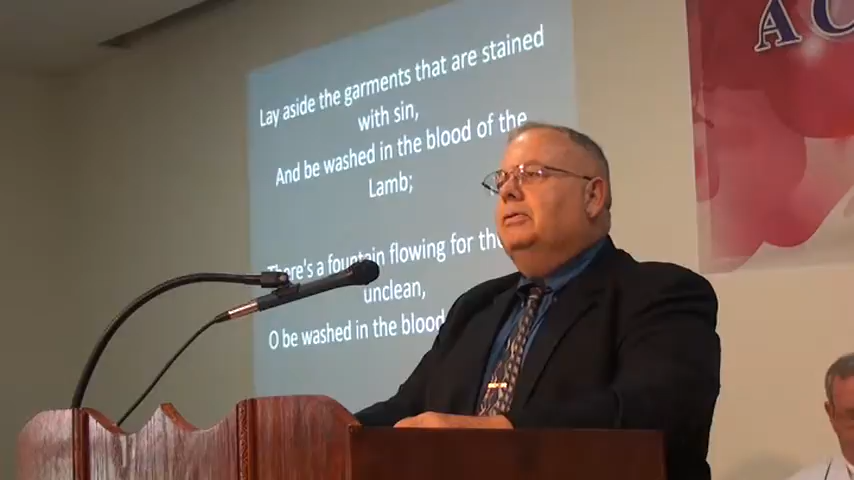 AC
Lay aside the garments that are stained
with sin,
And be washed in the blood of the
Lamb;
There's a fountain flowing for the
unclean,
O be washed in the blood